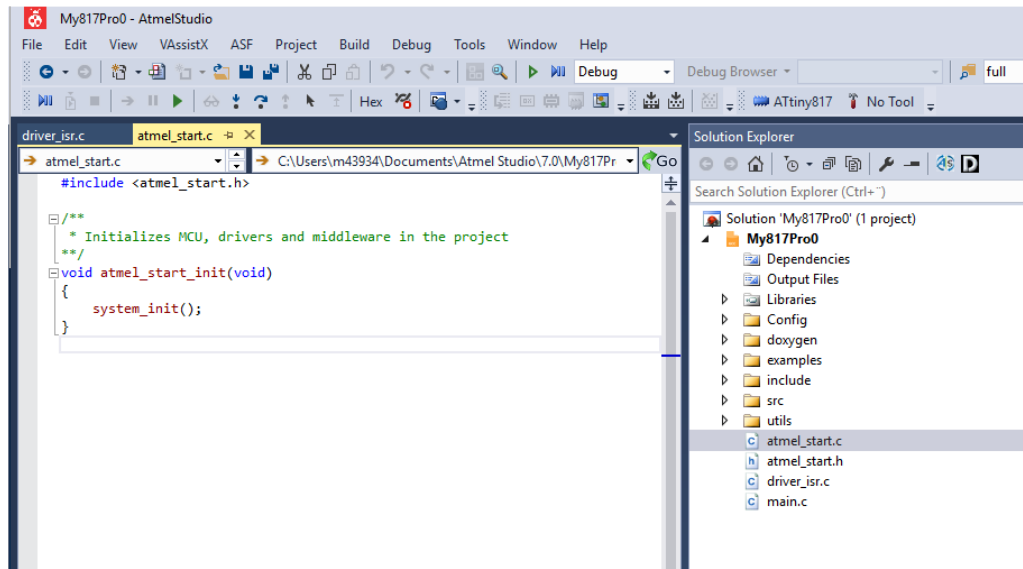 My817Pro0 - AtmelStudio
File Edit View VAssistX ASF Project Build Debug Tools Window Help
Debug Debug Browser full
Hex ATtiny817 No Tool
driver_isr.c atmel_start.c
atmel_start.c C:\Users\m43934\Documents\Atmel Studio\7.0\My817Pr Go
#include <atmel_start.h>
/**
* Initializes MCU, drivers and middleware in the project
**/
void atmel_start_init(void)
{
system_init();
}
Solution Explorer
Search Solution Explorer (Ctrl+¨)
Solution 'My817Pro0' (1 project)
My817Pro0
Dependencies
Output Files
Libraries
Config
doxygen
examples
include
src
utils
atmel_start.c
atmel_start.h
driver_isr.c
main.c